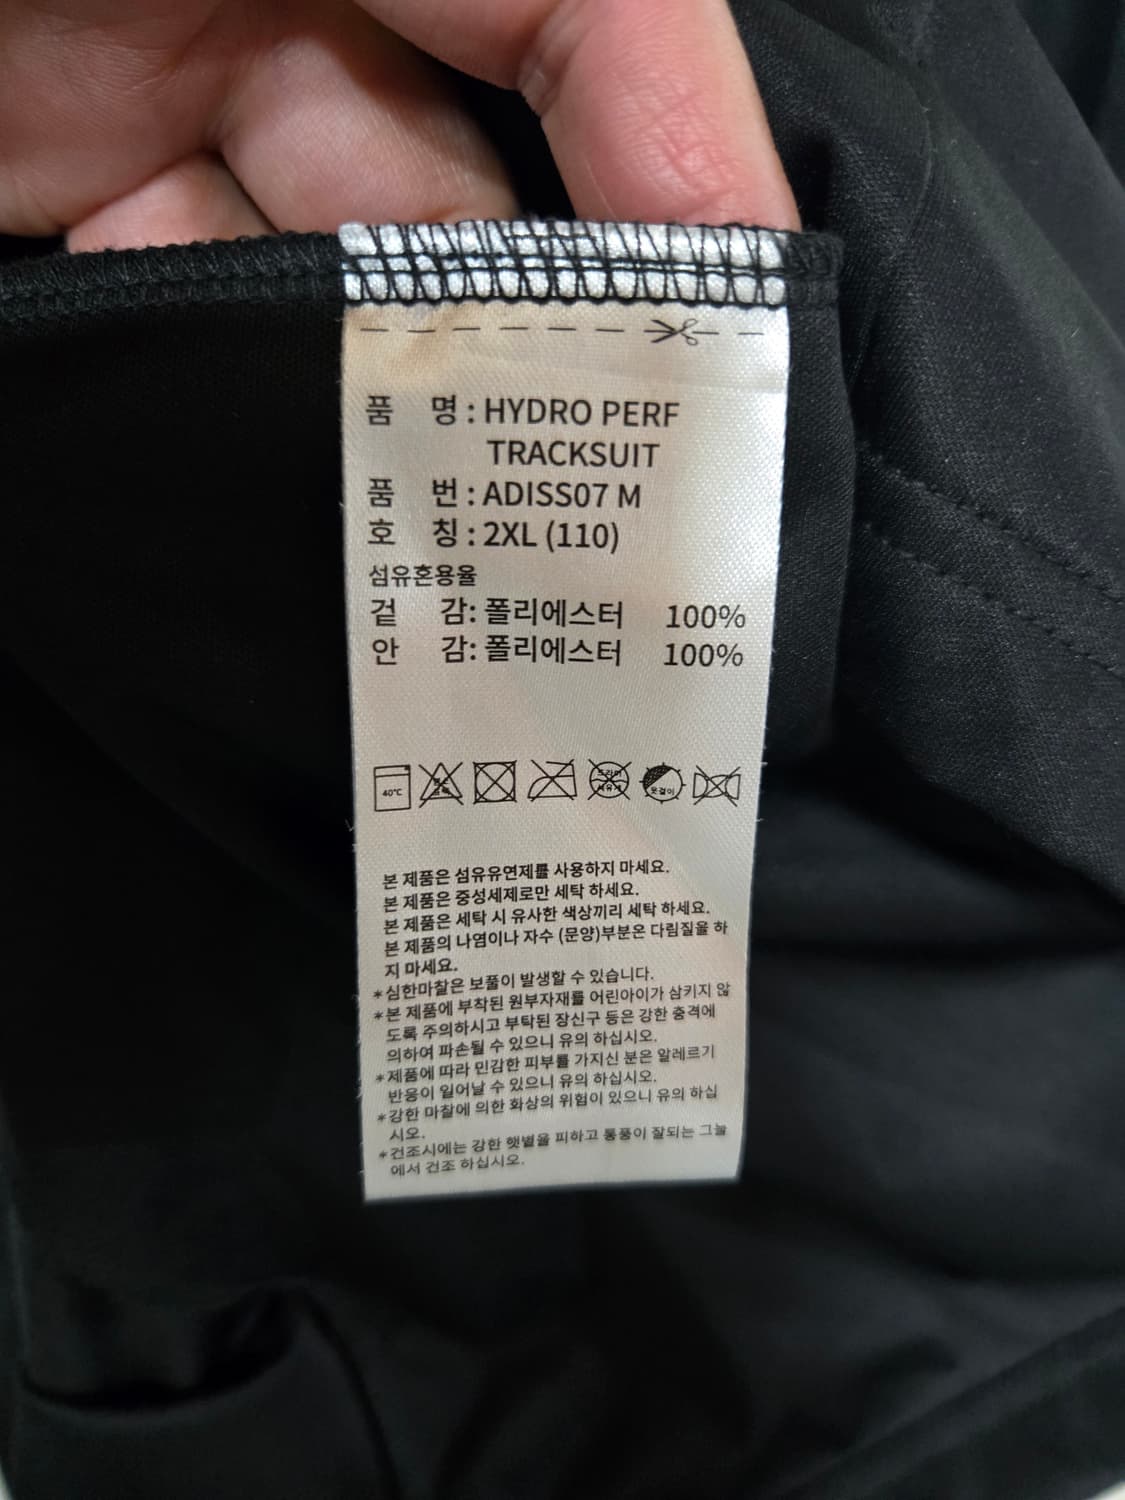 품 명 : HYDRO PERF
TRACKSUIT
품 번 : ADISS07 M
호 칭 : 2XL (110)
섬유혼용율
겉 감: 폴리에스터 100%
안 감: 폴리에스터 100%
40℃
드라이
석유계
옷걸이
본 제품은 섬유유연제를 사용하지 마세요.
본 제품은 중성세제로만 세탁 하세요.
본 제품은 세탁 시 유사한 색상끼리 세탁 하세요.
본 제품의 나염이나 자수 (문양)부분은 다림질을 하
지 마세요.
*심한마찰은 보풀이 발생할 수 있습니다.
*본 제품에 부착된 원부자재를 어린아이가 삼키지 않
도록 주의하시고 부탁된 장신구 등은 강한 충격에
의하여 파손될 수 있으니 유의 하십시오.
*제품에 따라 민감한 피부를 가지신 분은 알레르기
반응이 일어날 수 있으니 유의 하십시오.
*강한 마찰에 의한 화상의 위험이 있으니 유의 하십
시오.
*건조시에는 강한 햇볕을 피하고 통풍이 잘되는 그늘
에서 건조 하십시오.